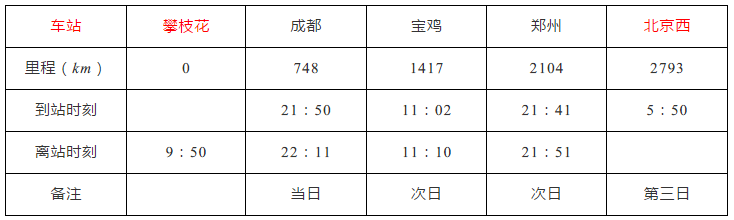 车站 攀枝花 成都 宝鸡 郑州 北京西
里程（km） 0 748 1417 2104 2793
到站时刻 21：50 11：02 21：41 5：50
离站时刻 9：50 22：11 11：10 21：51
备注 当日 次日 次日 第三日